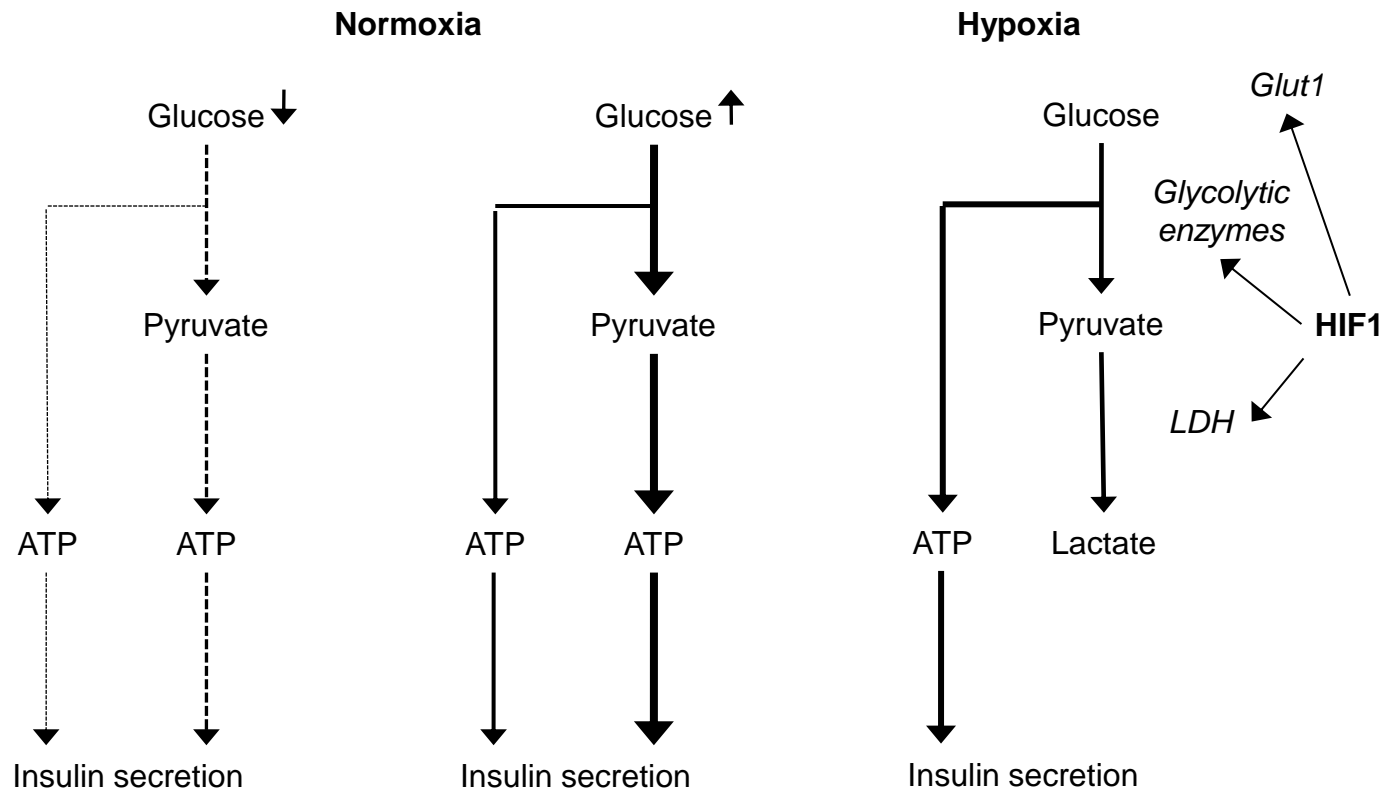 Normoxia
Hypoxia
Glucose
Glucose
Glucose
Glut1
Glycolytic
enzymes
Pyruvate
Pyruvate
Pyruvate
HIF1
LDH
ATP
ATP
ATP
ATP
ATP
Lactate
Insulin secretion
Insulin secretion
Insulin secretion